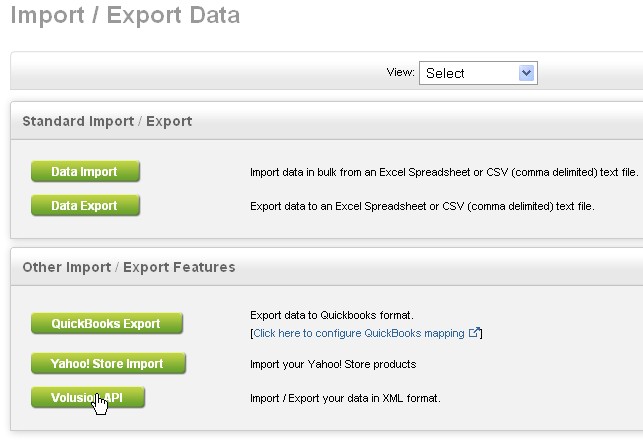 Import / Export Data
View: Select
Standard Import / Export
Data Import Import data in bulk from an Excel Spreadsheet or CSV (comma delimited) text file.
Data Export Export data to an Excel Spreadsheet or CSV (comma delimited) text file.
Other Import / Export Features
QuickBooks Export Export data to Quickbooks format.
[Click here to configure QuickBooks mapping ]
Yahoo! Store Import Import your Yahoo! Store products
Volusion API Import / Export your data in XML format.